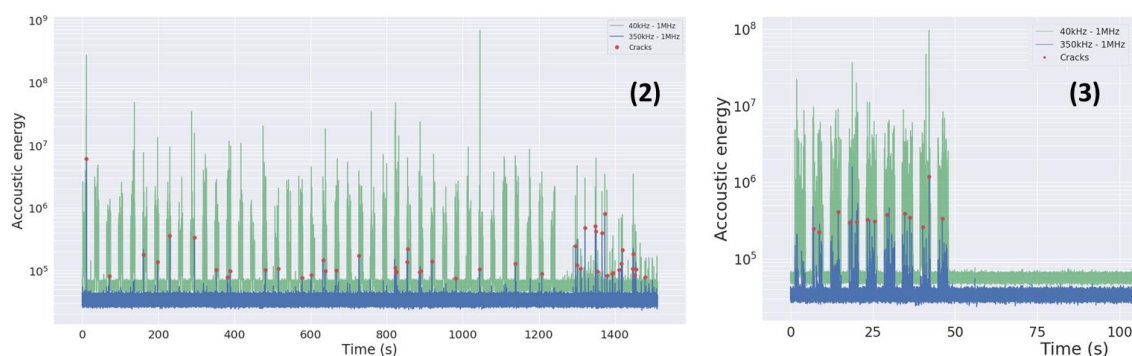 10⁹
10⁸
10⁷
10⁶
10⁵
Accoustic energy
40kHz - 1MHz
350kHz - 1MHz
Cracks
(2)
0 200 400 600 800 1000 1200 1400
Time (s)
10⁸
10⁷
10⁶
10⁵
Accoustic energy
40kHz - 1MHz
350kHz - 1MHz
Cracks
(3)
0 25 50 75 100
Time (s)